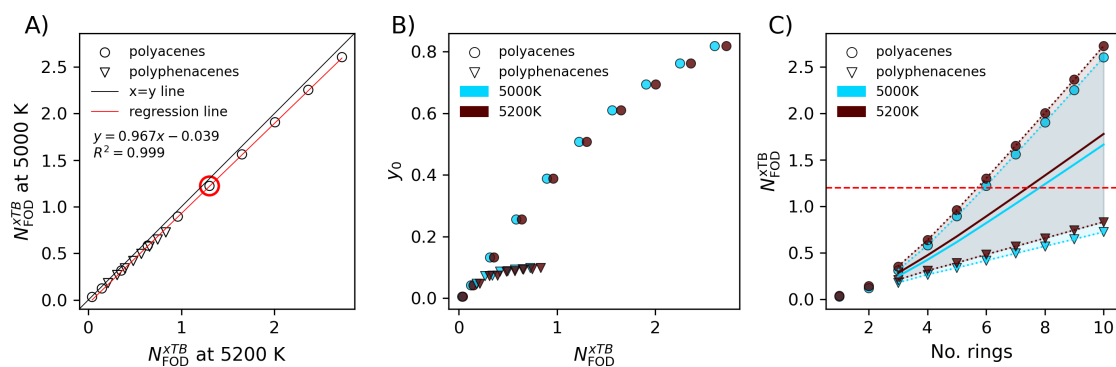 A)
polyacenes
polyphenacenes
x=y line
regression line
y = 0.967x − 0.039
R² = 0.999
2.5
2.0
1.5
1.0
0.5
0.0
0
1
2
N_FOD^xTB at 5000 K
N_FOD^xTB at 5200 K
B)
polyacenes
polyphenacenes
5000K
5200K
0.8
0.6
0.4
0.2
0.0
0
1
2
y₀
N_FOD^xTB
C)
polyacenes
polyphenacenes
5000K
5200K
2.5
2.0
1.5
1.0
0.5
0.0
2
4
6
8
10
N_FOD^xTB
No. rings